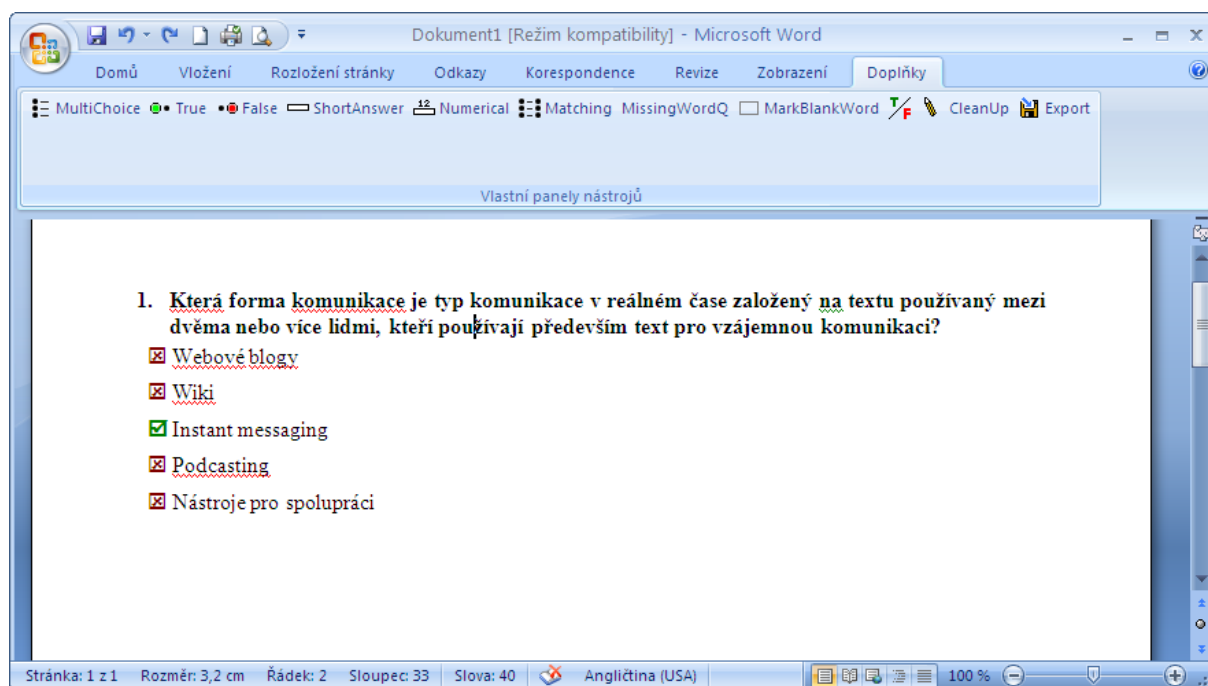 Dokument1 [Režim kompatibility] - Microsoft Word
Domů Vložení Rozložení stránky Odkazy Korespondence Revize Zobrazení Doplňky
MultiChoice True False ShortAnswer 12 Numerical Matching MissingWordQ MarkBlankWord T/F CleanUp Export
Vlastní panely nástrojů
1. Která forma komunikace je typ komunikace v reálném čase založený na textu používaný mezi
dvěma nebo více lidmi, kteří používají především text pro vzájemnou komunikaci?
Webové blogy
Wiki
Instant messaging
Podcasting
Nástroje pro spolupráci
Stránka: 1 z 1 Rozměr: 3,2 cm Řádek: 2 Sloupec: 33 Slova: 40 Angličtina (USA) 100 %